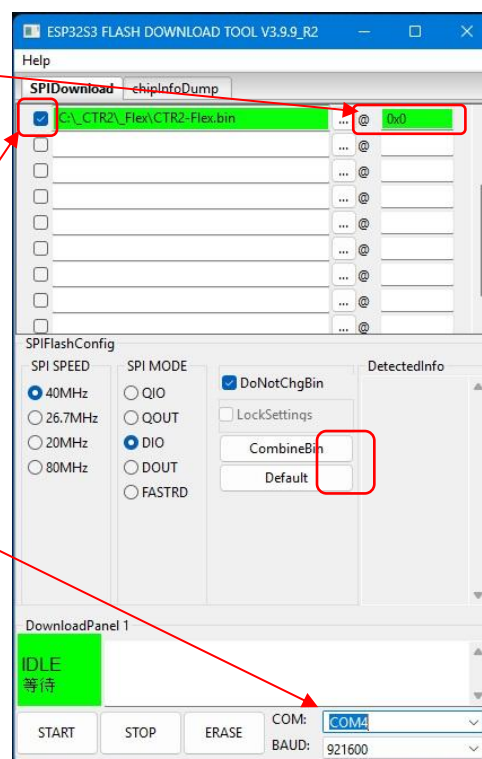 ESP32S3 FLASH DOWNLOAD TOOL V3.9.9_R2
Help
SPIDownload chipInfoDump
C:\_CTR2\_Flex\CTR2-Flex.bin ... @ 0x0
... @
... @
... @
... @
... @
... @
... @
... @
SPIFlashConfig
SPI SPEED SPI MODE DetectedInfo
40MHz QIO DoNotChgBin
26.7MHz QOUT LockSettings
20MHz DIO CombineBin
80MHz DOUT Default
FASTRD
DownloadPanel 1
IDLE
等待
START STOP ERASE COM: COM4
BAUD: 921600